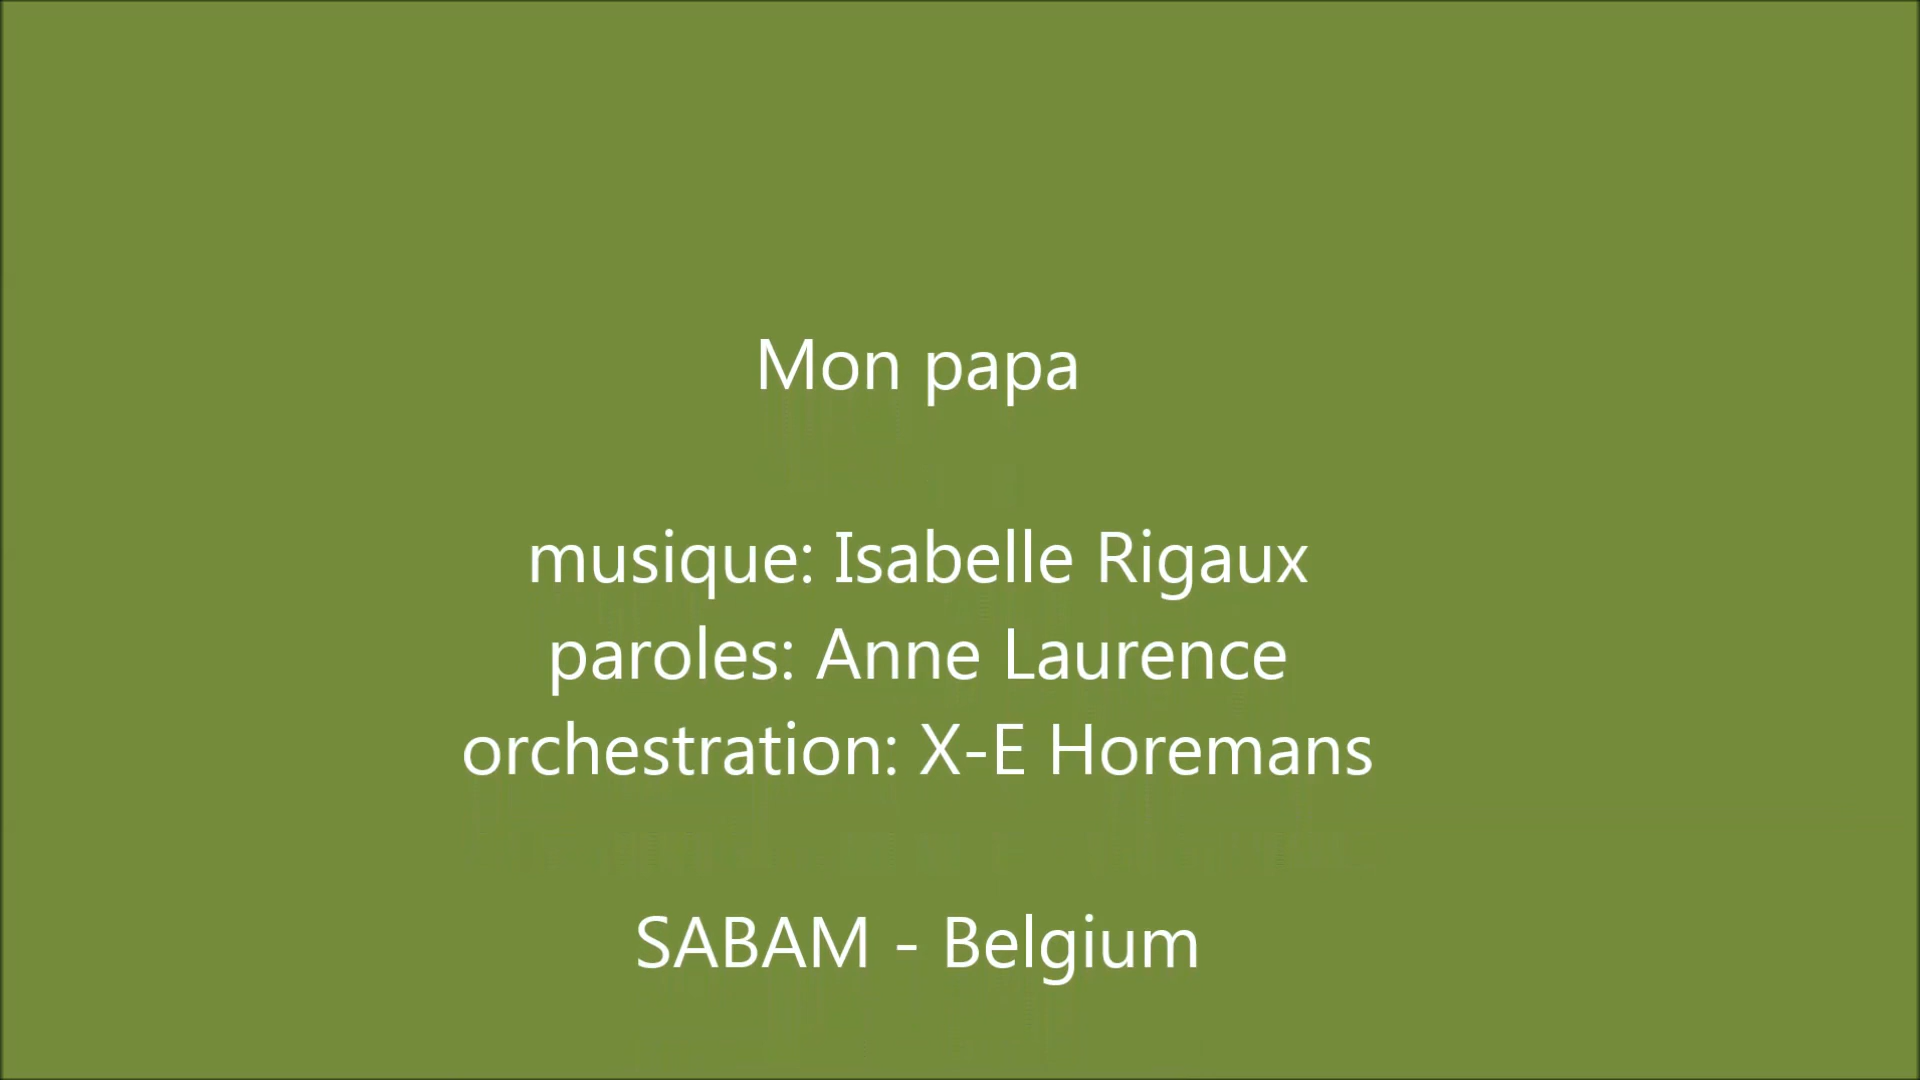 Mon papa
musique: Isabelle Rigaux
paroles: Anne Laurence
orchestration: X-E Horemans
SABAM - Belgium